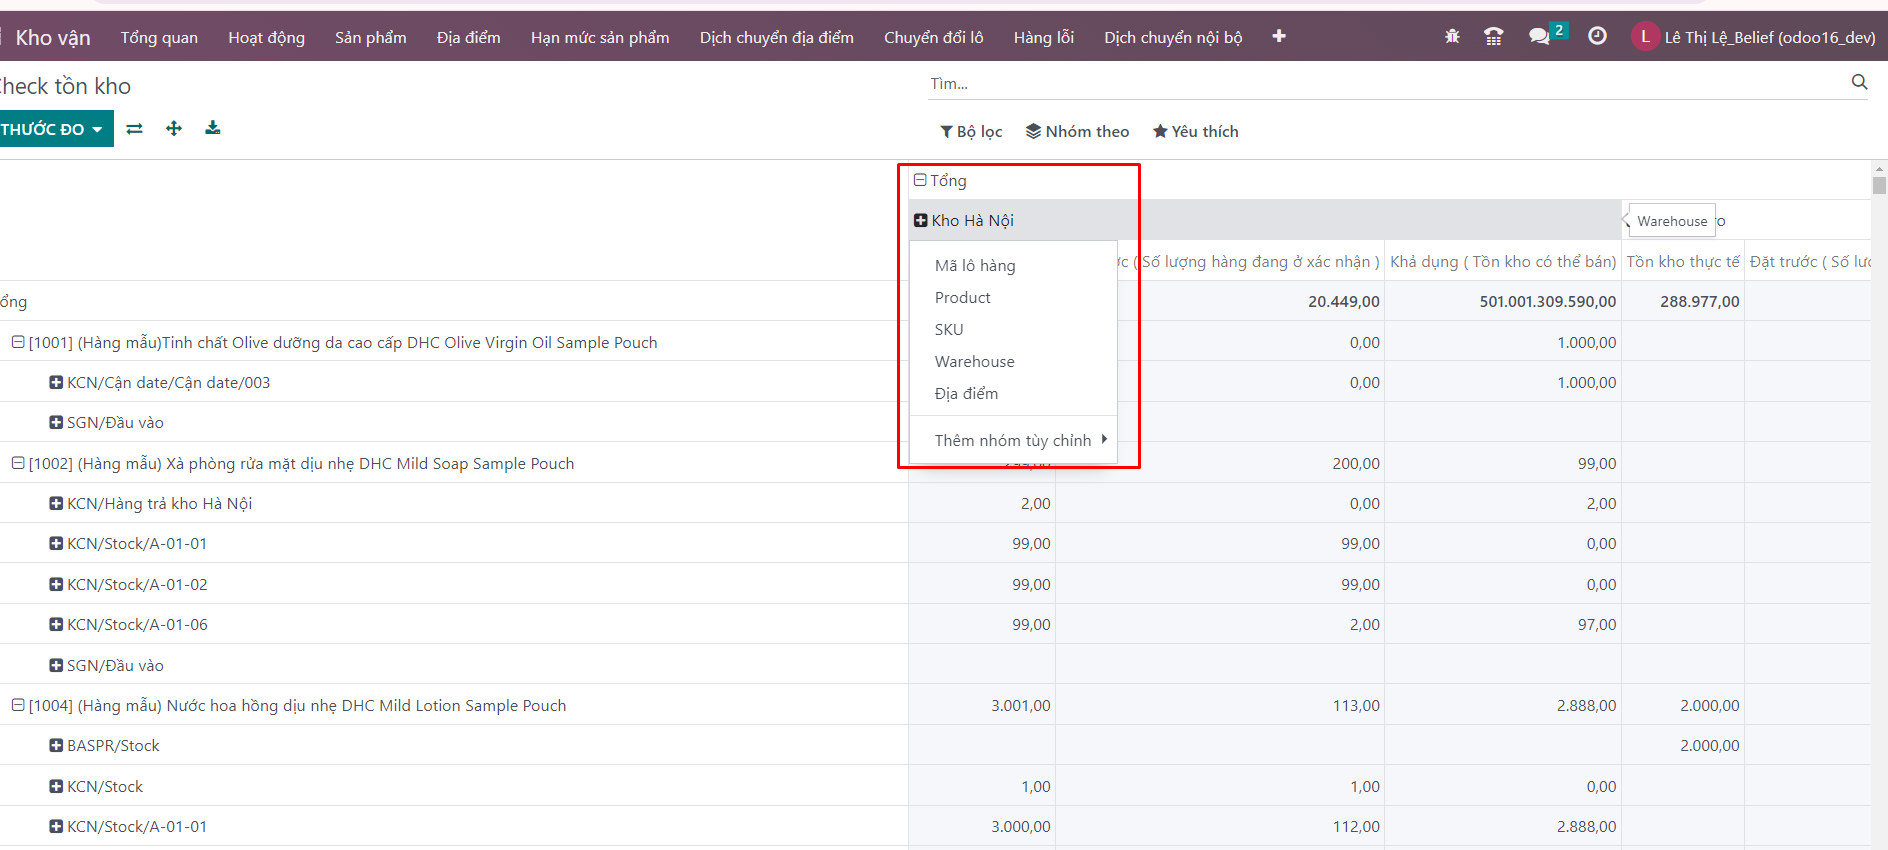 Kho vận Tổng quan Hoạt động Sản phẩm Địa điểm Hạn mức sản phẩm Dịch chuyển địa điểm Chuyển đổi lô Hàng lỗi Dịch chuyển nội bộ 2 L Lê Thị Lệ_Belief (odoo16_dev)
heck tồn kho
Tìm...
THƯỚC ĐO
Bộ lọc Nhóm theo Yêu thích
Tổng
Kho Hà Nội
Warehouse
ro
Mã lô hàng
Product
SKU
Warehouse
Địa điểm
Thêm nhóm tùy chỉnh
ớc ( Số lượng hàng đang ở xác nhận ) Khả dụng ( Tồn kho có thể bán) Tồn kho thực tế Đặt trước ( Số lượ
ổng 20.449,00 501.001.309.590,00 288.977,00
[1001] (Hàng mẫu)Tinh chất Olive dưỡng da cao cấp DHC Olive Virgin Oil Sample Pouch 0,00 1.000,00
KCN/Cận date/Cận date/003 0,00 1.000,00
SGN/Đầu vào
[1002] (Hàng mẫu) Xà phòng rửa mặt dịu nhẹ DHC Mild Soap Sample Pouch 200,00 99,00
KCN/Hàng trả kho Hà Nội 2,00 0,00 2,00
KCN/Stock/A-01-01 99,00 99,00 0,00
KCN/Stock/A-01-02 99,00 99,00 0,00
KCN/Stock/A-01-06 99,00 2,00 97,00
SGN/Đầu vào
[1004] (Hàng mẫu) Nước hoa hồng dịu nhẹ DHC Mild Lotion Sample Pouch 3.001,00 113,00 2.888,00 2.000,00
BASPR/Stock 2.000,00
KCN/Stock 1,00 1,00 0,00
KCN/Stock/A-01-01 3.000,00 112,00 2.888,00